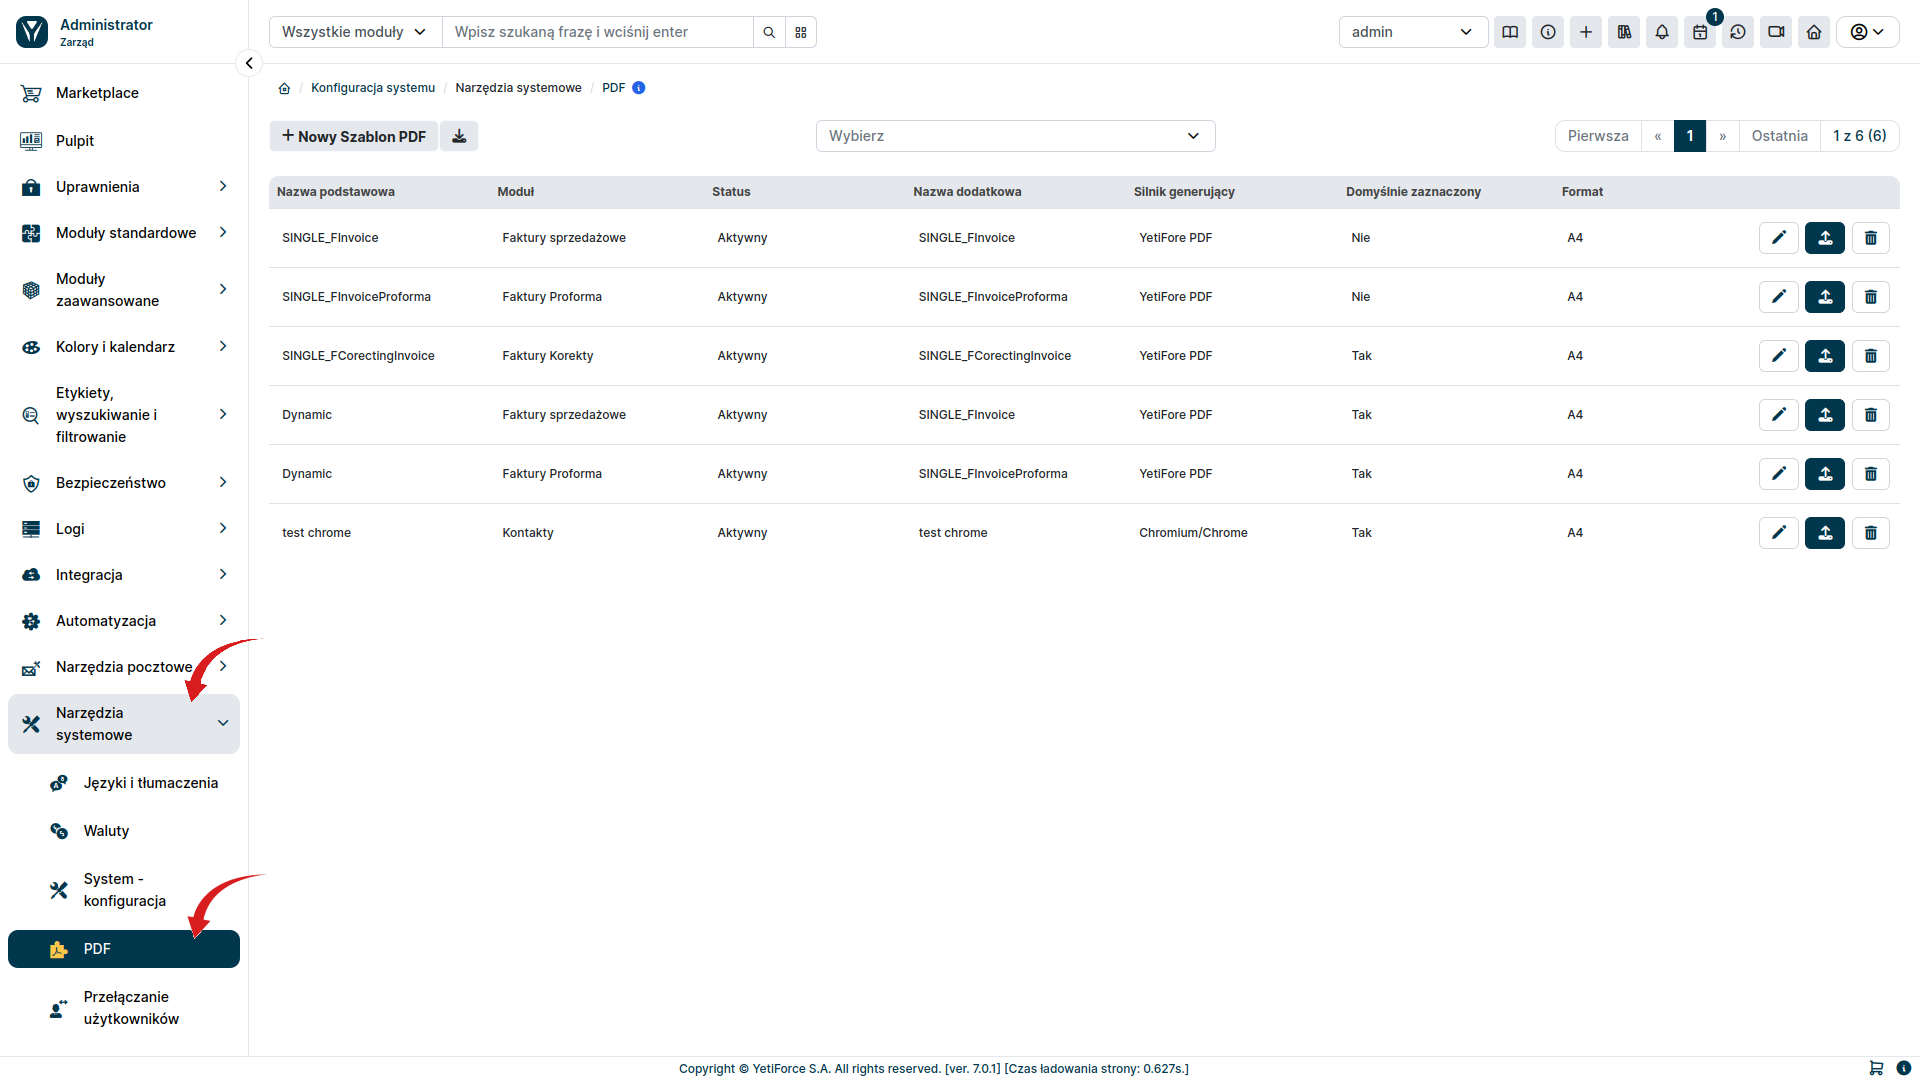 Administrator
Zarząd
Wszystkie moduły
Wpisz szukaną frazę i wciśnij enter
admin
1
Konfiguracja systemu / Narzędzia systemowe / PDF
+ Nowy Szablon PDF
Wybierz
Pierwsza « 1 » Ostatnia 1 z 6 (6)
Marketplace
Pulpit
Uprawnienia
Moduły standardowe
Moduły
zaawansowane
Kolory i kalendarz
Etykiety,
wyszukiwanie i
filtrowanie
Bezpieczeństwo
Logi
Integracja
Automatyzacja
Narzędzia pocztowe
Narzędzia
systemowe
Języki i tłumaczenia
Waluty
System -
konfiguracja
PDF
Przełączanie
użytkowników
Nazwa podstawowa Moduł Status Nazwa dodatkowa Silnik generujący Domyślnie zaznaczony Format
SINGLE_FInvoice Faktury sprzedażowe Aktywny SINGLE_FInvoice YetiFore PDF Nie A4
SINGLE_FInvoiceProforma Faktury Proforma Aktywny SINGLE_FInvoiceProforma YetiFore PDF Nie A4
SINGLE_FCorectingInvoice Faktury Korekty Aktywny SINGLE_FCorectingInvoice YetiFore PDF Tak A4
Dynamic Faktury sprzedażowe Aktywny SINGLE_FInvoice YetiFore PDF Tak A4
Dynamic Faktury Proforma Aktywny SINGLE_FInvoiceProforma YetiFore PDF Tak A4
test chrome Kontakty Aktywny test chrome Chromium/Chrome Tak A4
Copyright © YetiForce S.A. All rights reserved. [ver. 7.0.1] [Czas ładowania strony: 0.627s.]